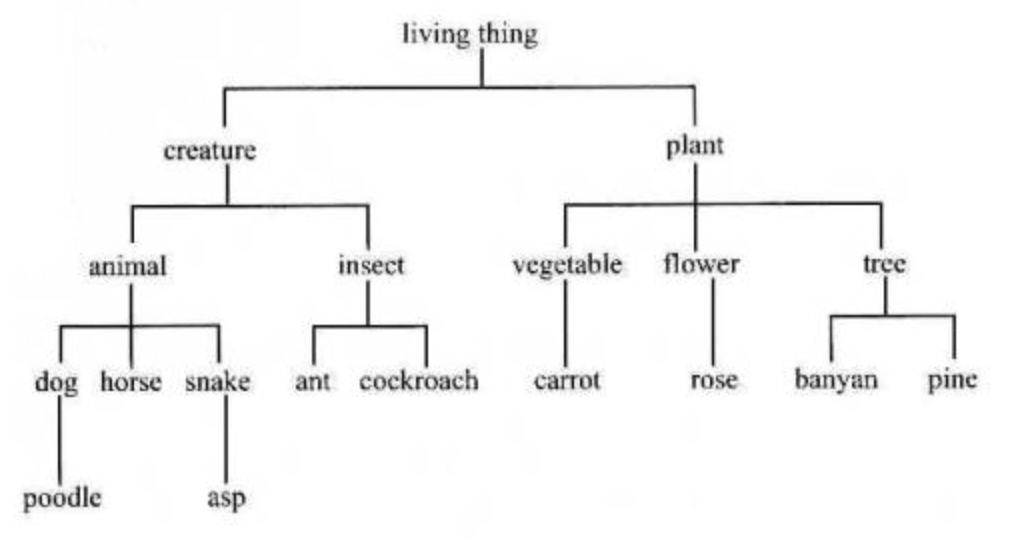 living thing
creature plant
animal insect vegetable flower tree
dog horse snake ant cockroach carrot rose banyan pine
poodle asp